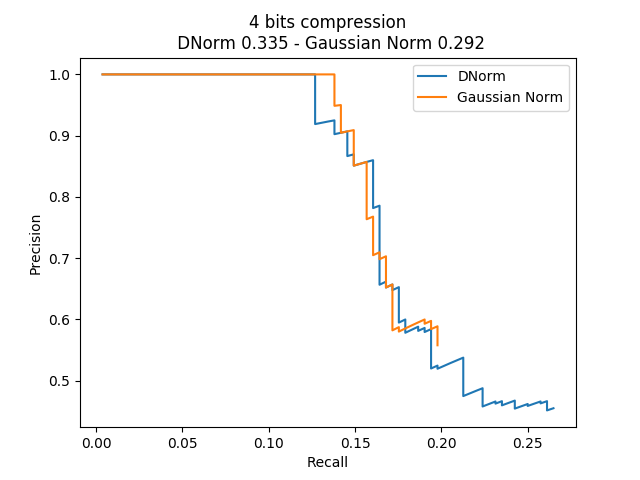 4 bits compression
DNorm 0.335 - Gaussian Norm 0.292
DNorm
Gaussian Norm
1.0
0.9
0.8
0.7
0.6
0.5
Precision
0.00 0.05 0.10 0.15 0.20 0.25
Recall